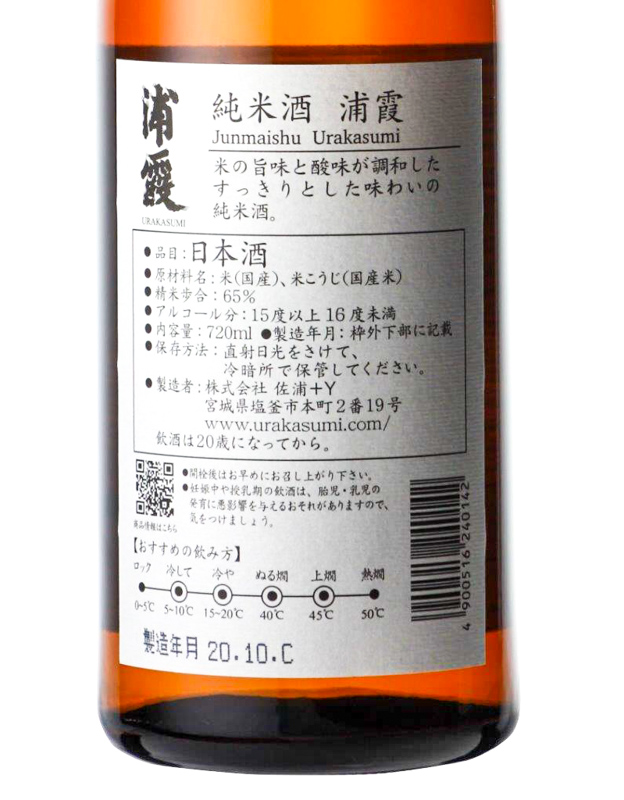 浦霞
URAKASUMI
純米酒 浦霞
Junmaishu Urakasumi
米の旨味と酸味が調和した
すっきりとした味わいの
純米酒。
●品目：日本酒
●原材料名：米(国産)、米こうじ(国産米)
●精米歩合：65%
●アルコール分：15度以上16度未満
●内容量：720ml ●製造年月：枠外下部に記載
●保存方法：直射日光をさけて、
冷暗所で保管してください。
●製造者：株式会社 佐浦+Y
宮城県塩釜市本町2番19号
www.urakasumi.com/
飲酒は20歳になってから。
商品情報はこちら
●開栓後はお早めにお召し上がり下さい。
●妊娠中や授乳期の飲酒は、胎児・乳児の
発育に悪影響を与えるおそれがありますので、
気をつけましょう。
【おすすめの飲み方】
ロック 冷して 冷や ぬる燗 上燗 熱燗
0~5℃ 5~10℃ 15~20℃ 40℃ 45℃ 50℃
製造年月 20.10.C
4 900516 240142